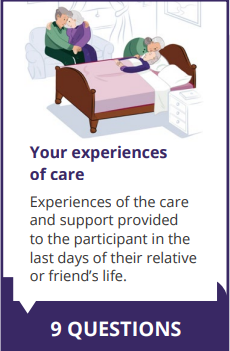 Your experiences
of care
Experiences of the care
and support provided
to the participant in the
last days of their relative
or friend’s life.
9 QUESTIONS